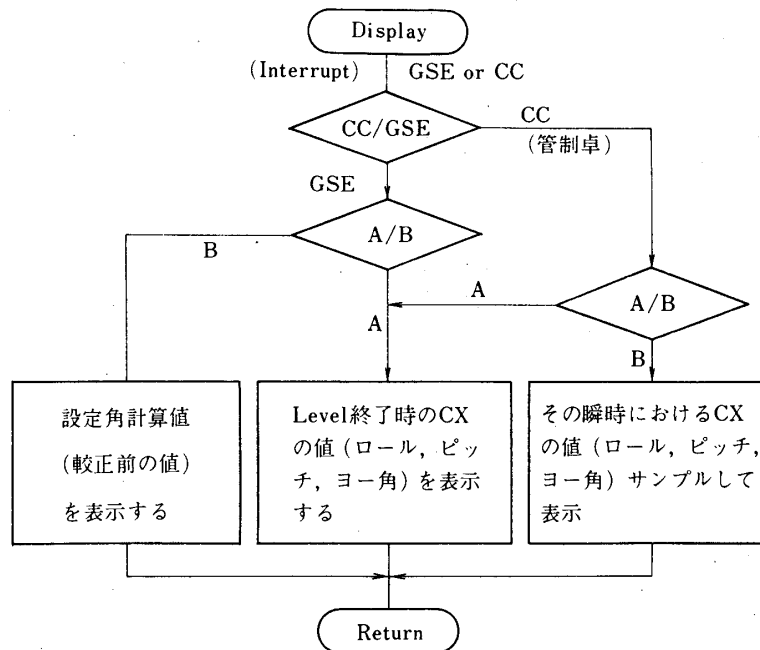 Display
(Interrupt) GSE or CC
CC/GSE
CC
(管制卓)
GSE
A/B
B
A
A
A/B
B
設定角計算値
(較正前の値)
を表示する
Level終了時のCX
の値(ロール,ピッ
チ,ヨー角)を表示
する
その瞬時におけるCX
の値(ロール,ピッチ,
ヨー角)サンプルして
表示
Return